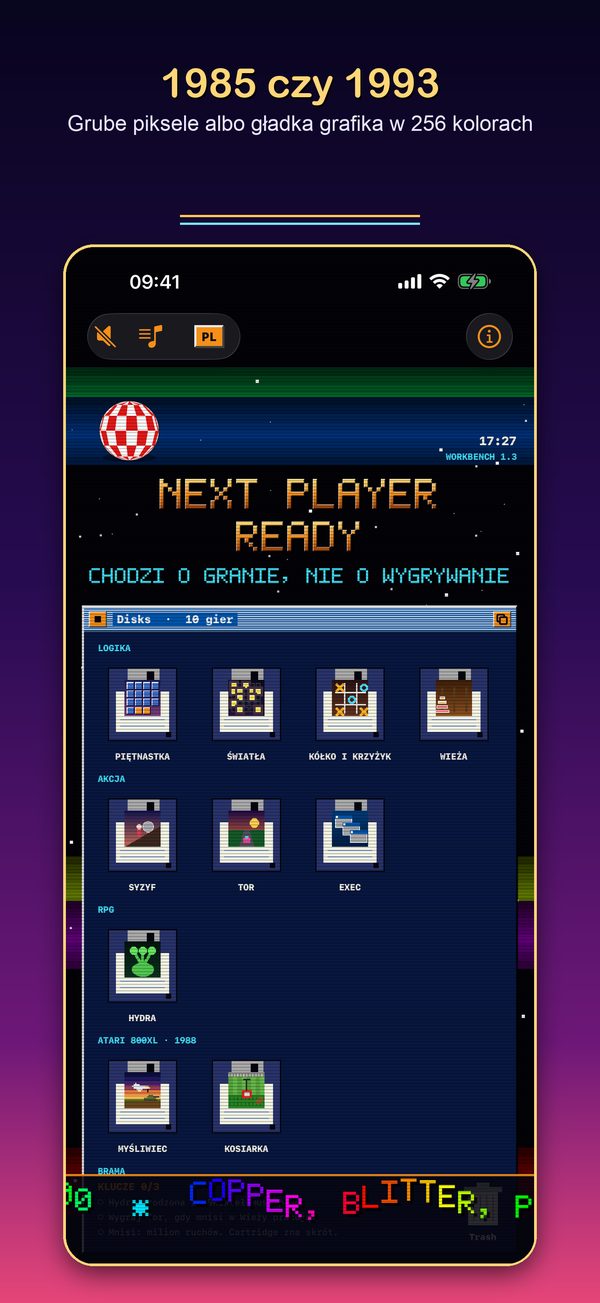 1985 czy 1993
Grube piksele albo gładka grafika w 256 kolorach
09:41
PL
17:27
WORKBENCH 1.3
NEXT PLAYER
READY
CHODZI O GRANIE, NIE O WYGRYWANIE
Disks · 10 gier
LOGIKA
PIĘTNASTKA ŚWIATŁA KÓŁKO I KRZYŻYK WIEŻA
AKCJA
SYZYF TOR EXEC
RPG
HYDRA
ATARI 800XL · 1988
MYŚLIWIEC KOSIARKA
BRAMA
KLUCZE 0/3
COPPER, BLITTER, P
Mnisi: milion ruchów. Cartridge zna skrót.
Trash